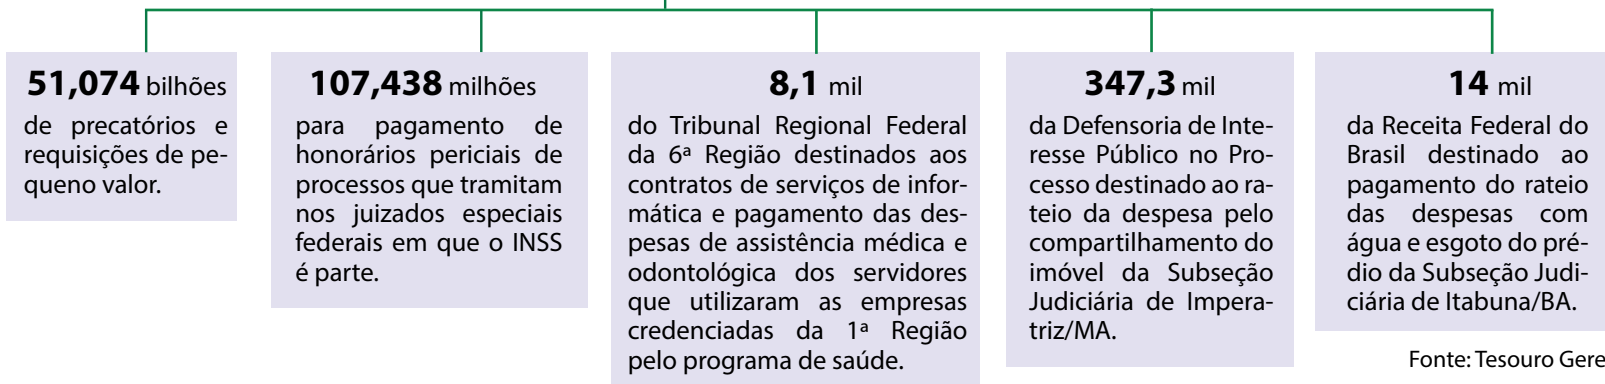 51,074 bilhões
de precatórios e
requisições de pe-
queno valor.
107,438 milhões
para pagamento de
honorários periciais de
processos que tramitam
nos juizados especiais
federais em que o INSS
é parte.
8,1 mil
do Tribunal Regional Federal
da 6ª Região destinados aos
contratos de serviços de infor-
mática e pagamento das des-
pesas de assistência médica e
odontológica dos servidores
que utilizaram as empresas
credenciadas da 1ª Região
pelo programa de saúde.
347,3 mil
da Defensoria de Inte-
resse Público no Pro-
cesso destinado ao ra-
teio da despesa pelo
compartilhamento do
imóvel da Subseção
Judiciária de Impera-
triz/MA.
14 mil
da Receita Federal do
Brasil destinado ao
pagamento do rateio
das despesas com
água e esgoto do pré-
dio da Subseção Judi-
ciária de Itabuna/BA.
Fonte: Tesouro Gere